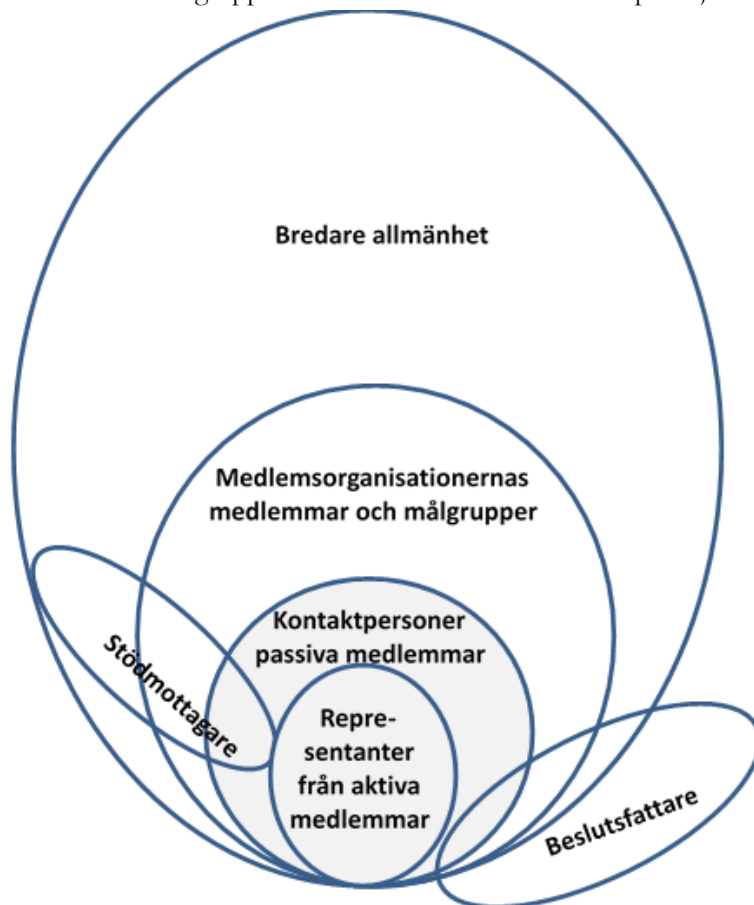 Bredare allmänhet
Medlemsorganisationernas
medlemmar och målgrupper
Kontaktpersoner
passiva medlemmar
Stödmottagare
Repre-
sentanter
från aktiva
medlemmar
Beslutsfattare